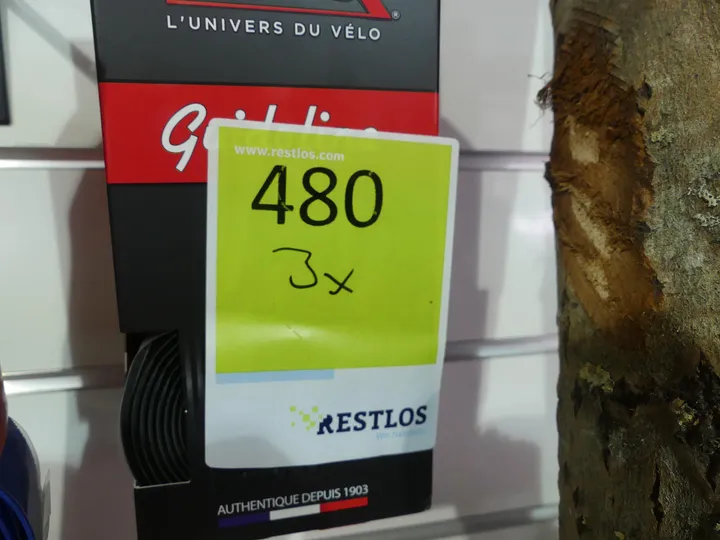 L'UNIVERS DU VÉLO
www.restlos.com
480
3x
RESTLOS
AUTHENTIQUE DEPUIS 1903